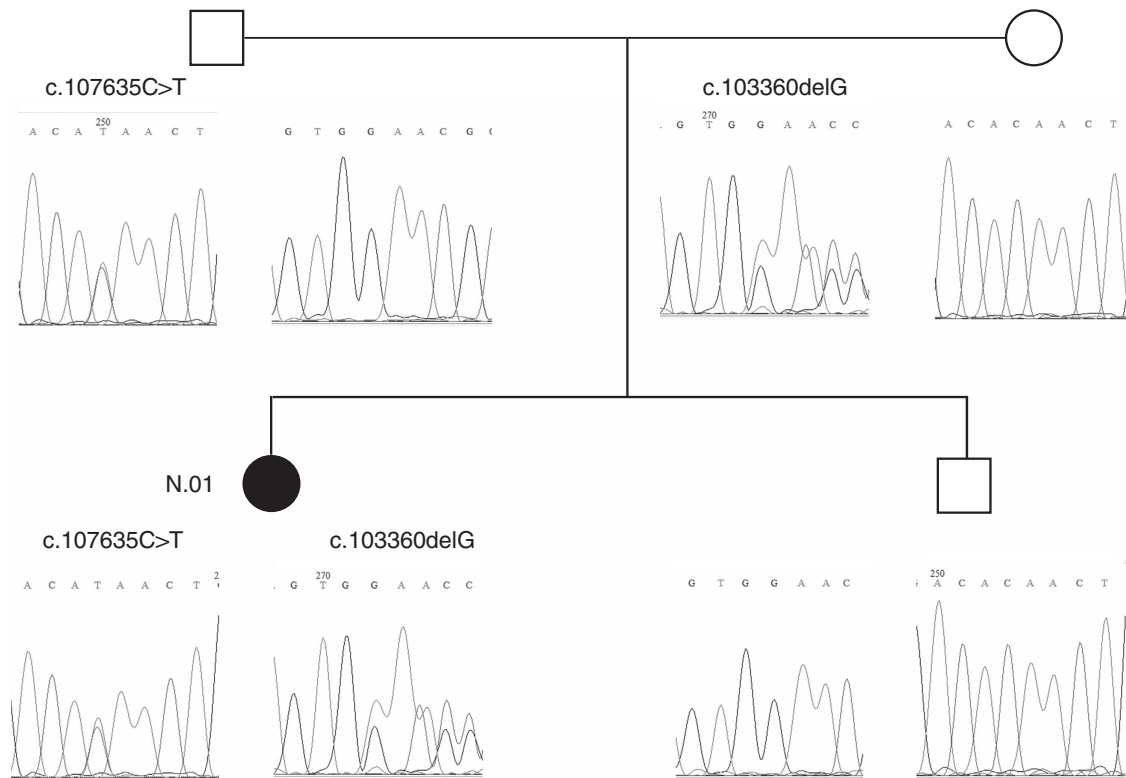 c.107635C>T
c.103360delG
250
A C A T A A C T
G T G G A A C G
270
G T G G A A C C
A C A C A A C T
N.01
c.107635C>T
c.103360delG
A C A T A A C T
270
. G T G G A A C C
G T G G A A C
250
A C A C A A C T